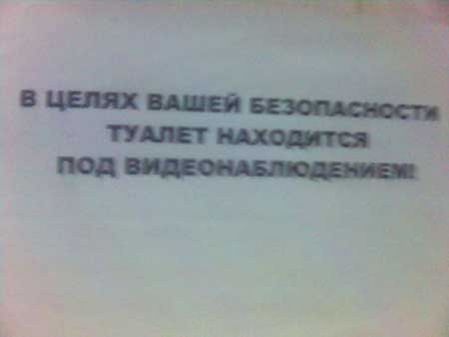 В ЦЕЛЯХ ВАШЕЙ БЕЗОПАСНОСТИ
ТУАЛЕТ НАХОДИТСЯ
ПОД ВИДЕОНАБЛЮДЕНИЕМ!